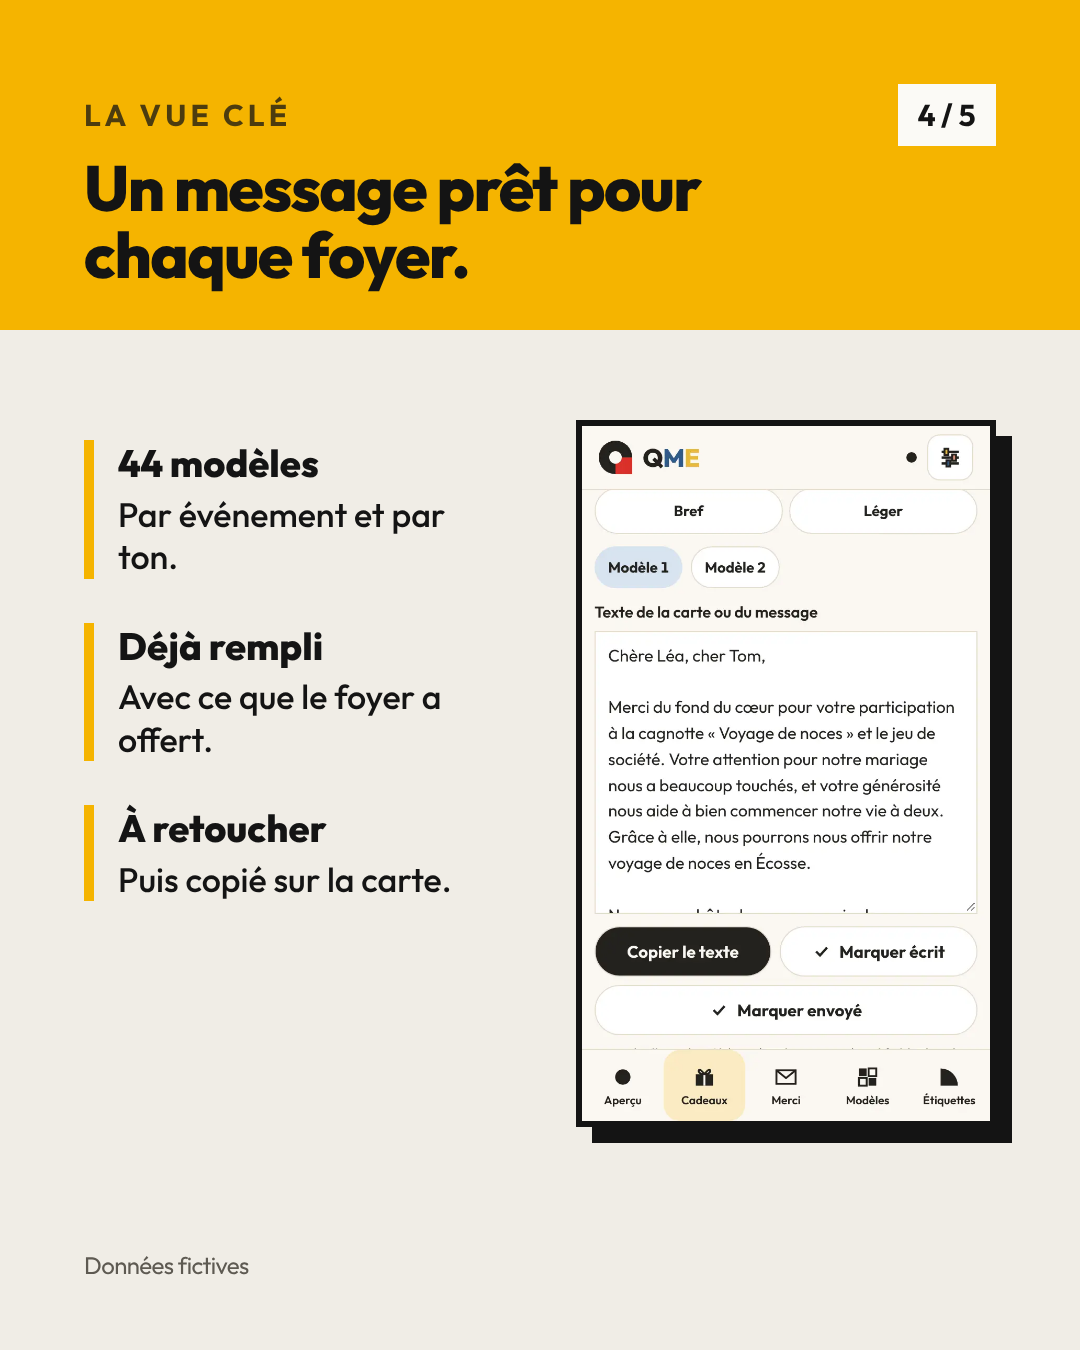 LA VUE CLÉ
4 / 5
Un message prêt pour
chaque foyer.
44 modèles
Par événement et par
ton.
Déjà rempli
Avec ce que le foyer a
offert.
À retoucher
Puis copié sur la carte.
QME
Bref
Léger
Modèle 1
Modèle 2
Texte de la carte ou du message
Chère Léa, cher Tom,
Merci du fond du cœur pour votre participation
à la cagnotte « Voyage de noces » et le jeu de
société. Votre attention pour notre mariage
nous a beaucoup touchés, et votre générosité
nous aide à bien commencer notre vie à deux.
Grâce à elle, nous pourrons nous offrir notre
voyage de noces en Écosse.
Copier le texte
Marquer écrit
Marquer envoyé
Aperçu
Cadeaux
Merci
Modèles
Étiquettes
Données fictives